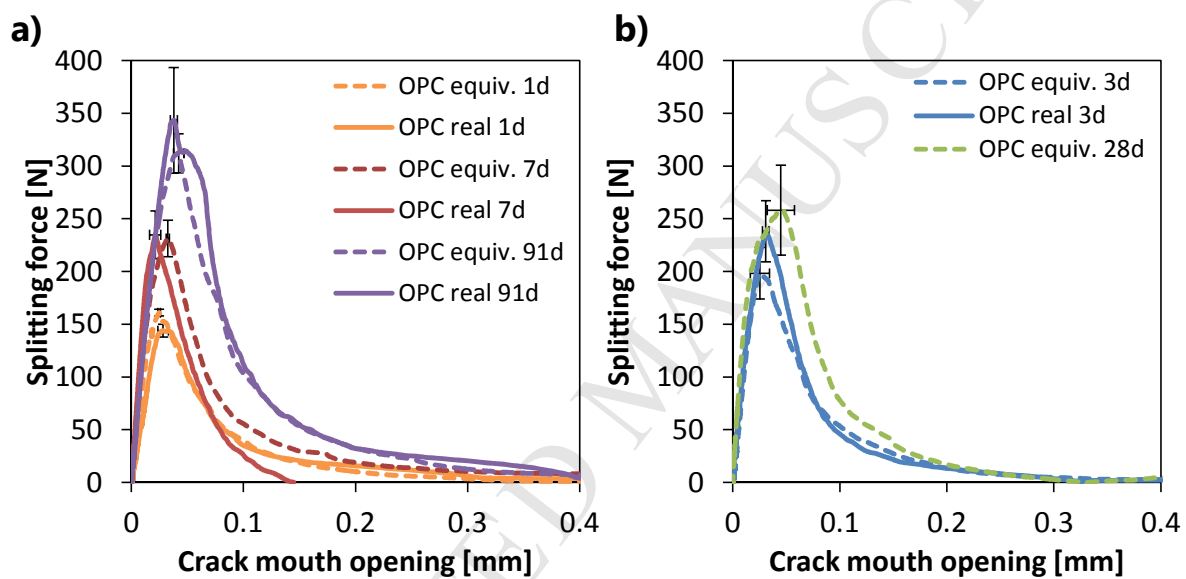 a)
400
350
300
250
200
150
100
50
0
Splitting force [N]
OPC equiv. 1d
OPC real 1d
OPC equiv. 7d
OPC real 7d
OPC equiv. 91d
OPC real 91d
0 0.1 0.2 0.3 0.4
Crack mouth opening [mm]
b)
400
350
300
250
200
150
100
50
0
Splitting force [N]
OPC equiv. 3d
OPC real 3d
OPC equiv. 28d
0 0.1 0.2 0.3 0.4
Crack mouth opening [mm]
ED MANUSC